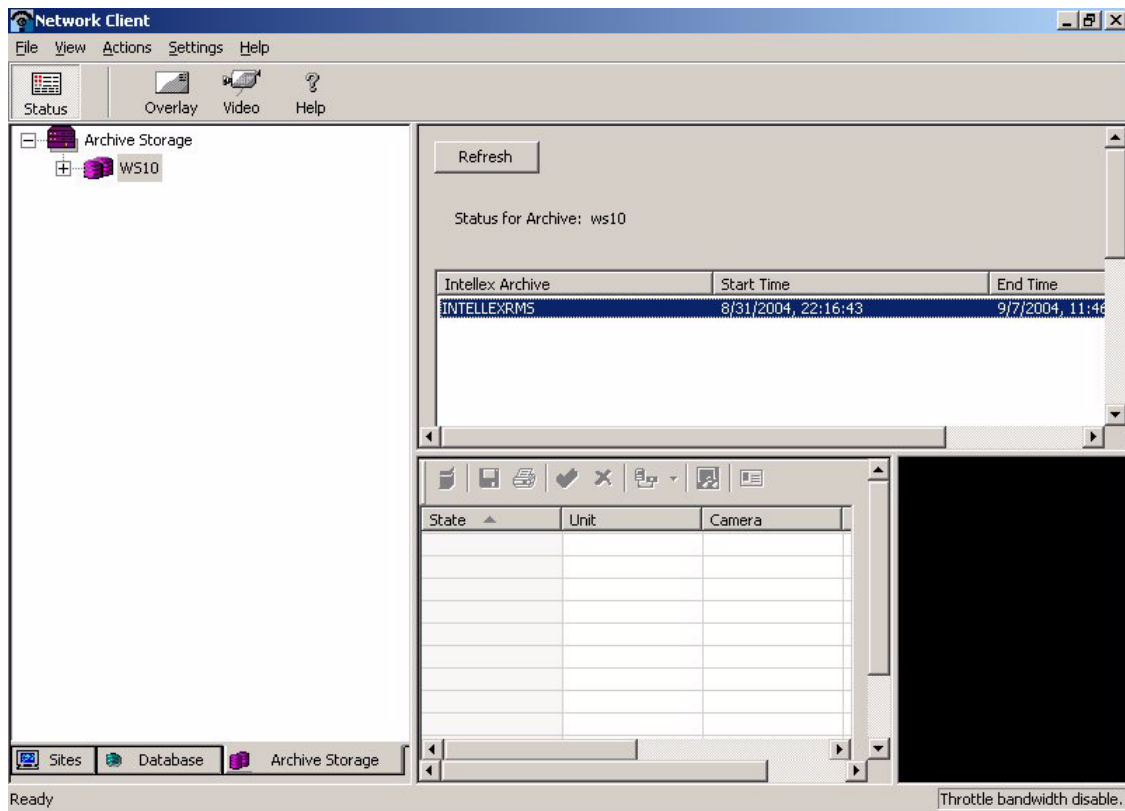 Network Client
File View Actions Settings Help
Status Overlay Video Help
Archive Storage
WS10
Refresh
Status for Archive: ws10
Intellex Archive Start Time End Time
INTELLEXRMS 8/31/2004, 22:16:43 9/7/2004, 11:46
State Unit Camera
Sites Database Archive Storage
Ready Throttle bandwidth disable.